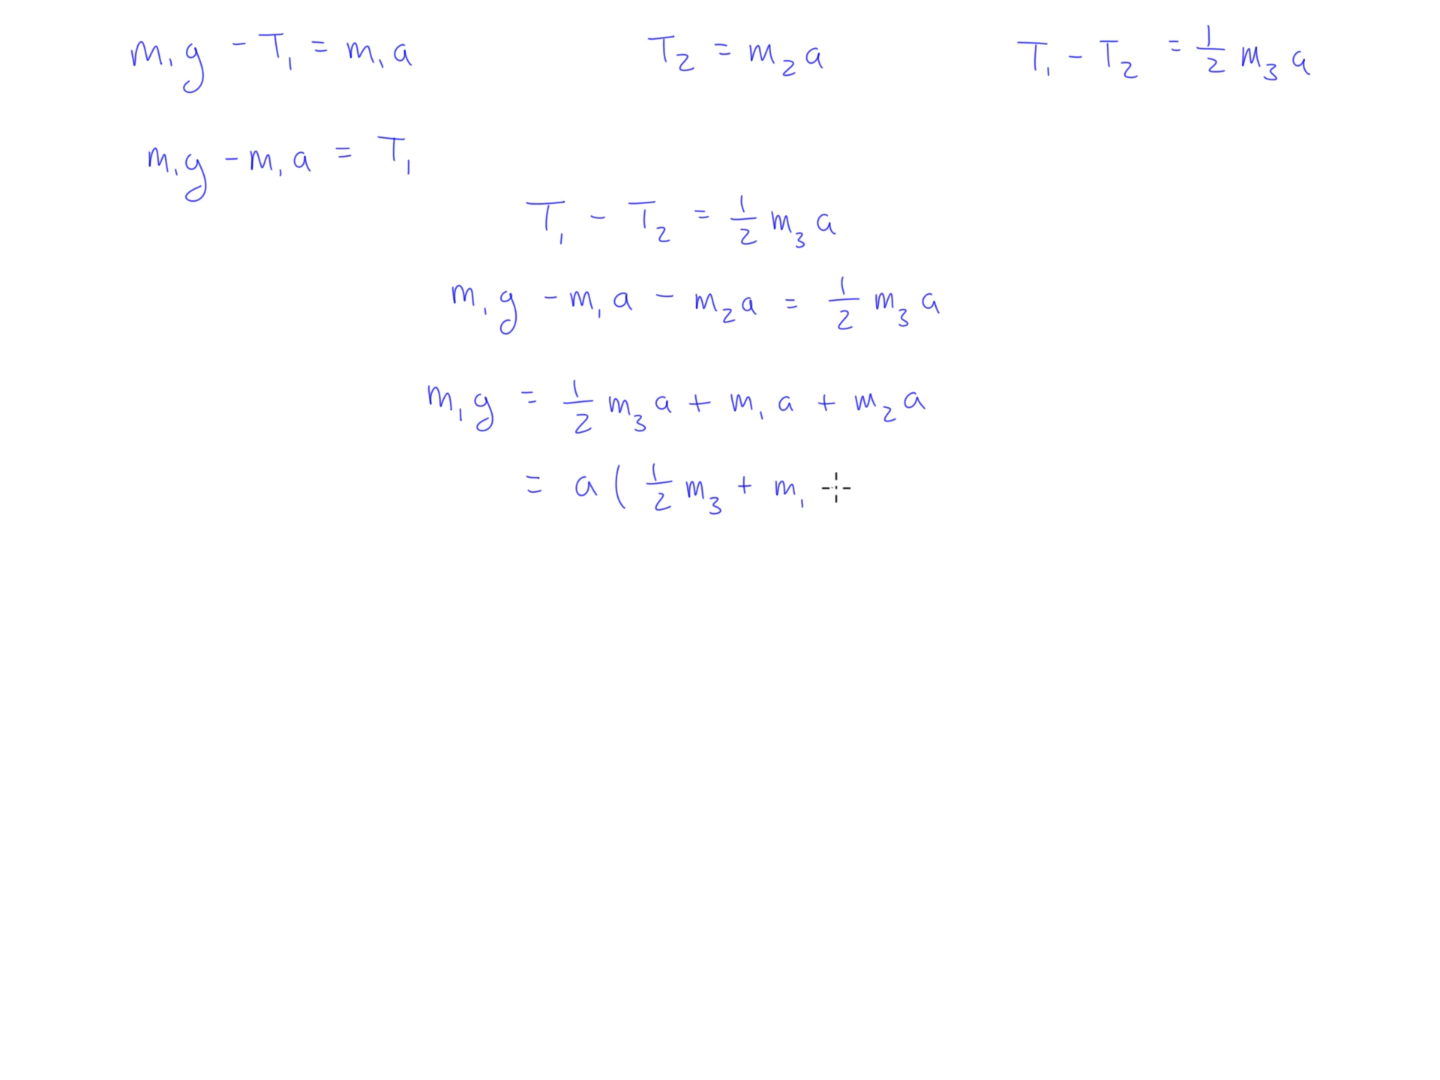 m₁g - T₁ = m₁a T₂ = m₂a T₁ - T₂ = ½ m₃ a
m₁g - m₁a = T₁
T₁ - T₂ = ½ m₃ a
m₁g - m₁a - m₂a = ½ m₃ a
m₁g = ½ m₃ a + m₁ a + m₂ a
= a ( ½ m₃ + m₁